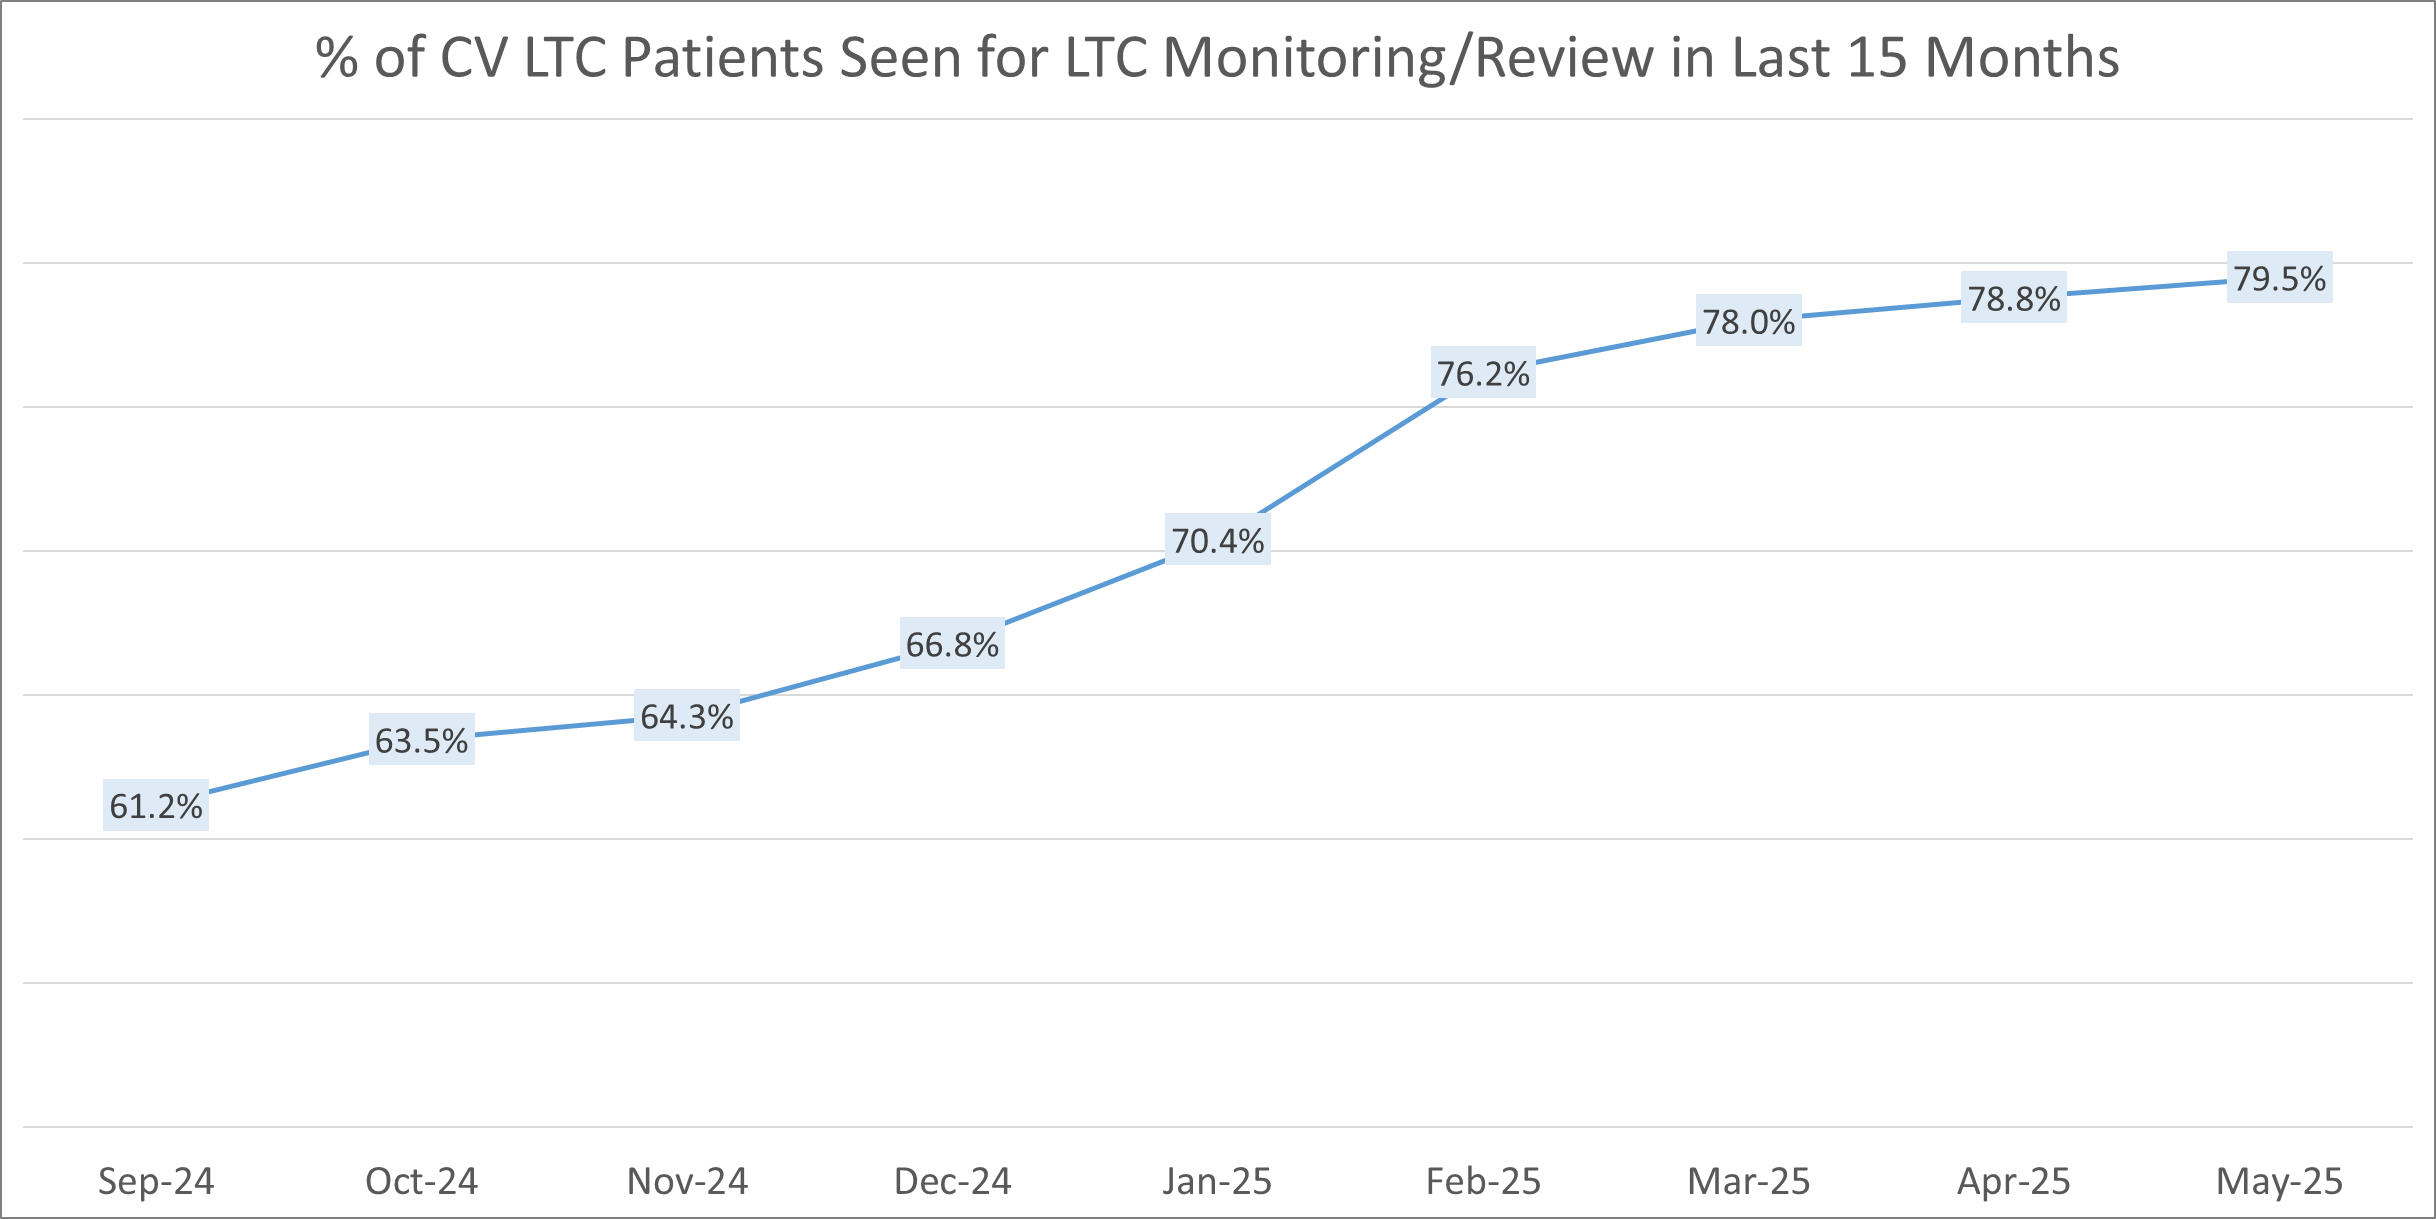 % of CV LTC Patients Seen for LTC Monitoring/Review in Last 15 Months
61.2%
63.5%
64.3%
66.8%
70.4%
76.2%
78.0%
78.8%
79.5%
Sep-24
Oct-24
Nov-24
Dec-24
Jan-25
Feb-25
Mar-25
Apr-25
May-25